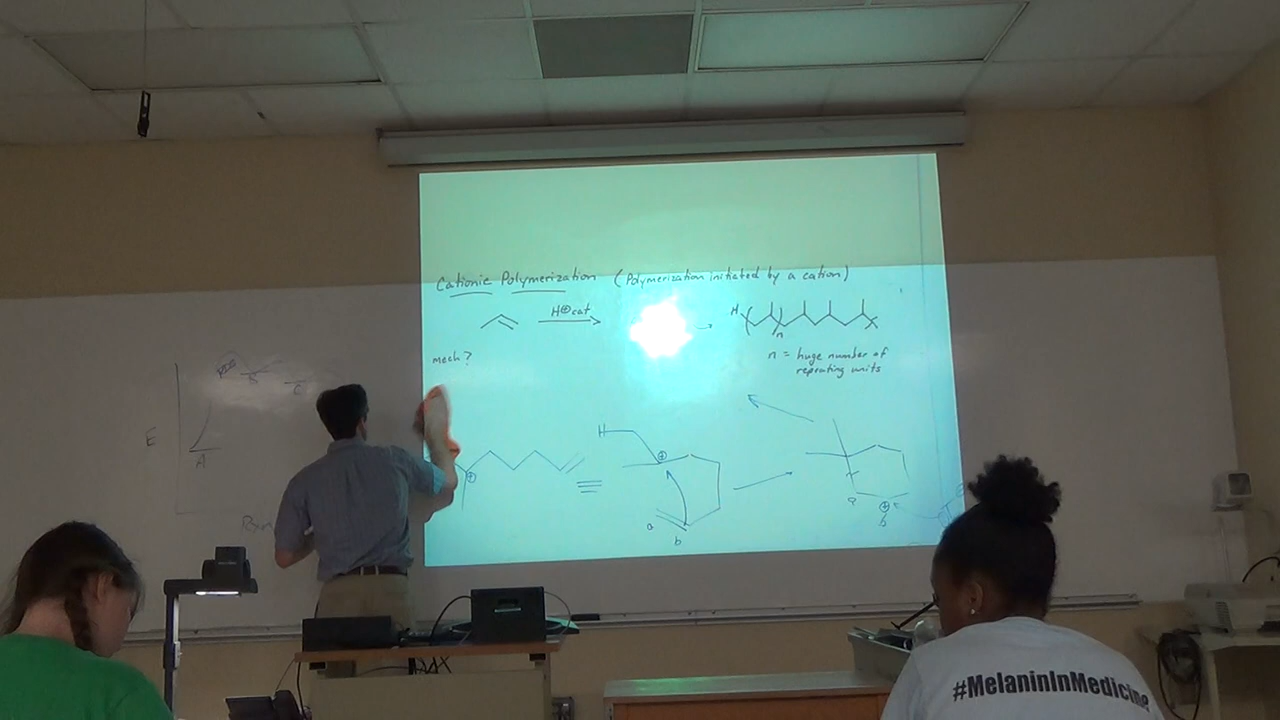 Cationic Polymerization (Polymerization initiated by a cation)
H⊕cat
H
n
mech?
n = huge number of
repeating units
E
A
B
C
H
⊕
⊕
a
b
a
⊕
b
#MelaninInMedicine